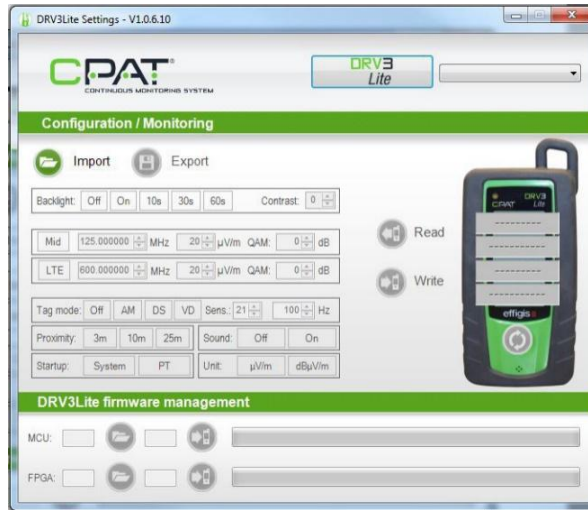 DRV3Lite Settings - V1.0.6.10
CPAT®
CONTINUOUS MONITORING SYSTEM
DRV3
Lite
Configuration / Monitoring
Import Export
Backlight: Off On 10s 30s 60s Contrast: 0
Mid 125.000000 MHz 20 µV/m QAM: 0 dB
LTE 600.000000 MHz 20 µV/m QAM: 0 dB
Tag mode: Off AM DS VD Sens.: 21 100 Hz
Proximity: 3m 10m 25m Sound: Off On
Startup: System PT Unit: µV/m dBµV/m
Read
Write
CPAT DRV3
Lite
---------
---------
---------
---------
effigis
DRV3Lite firmware management
MCU:
FPGA: